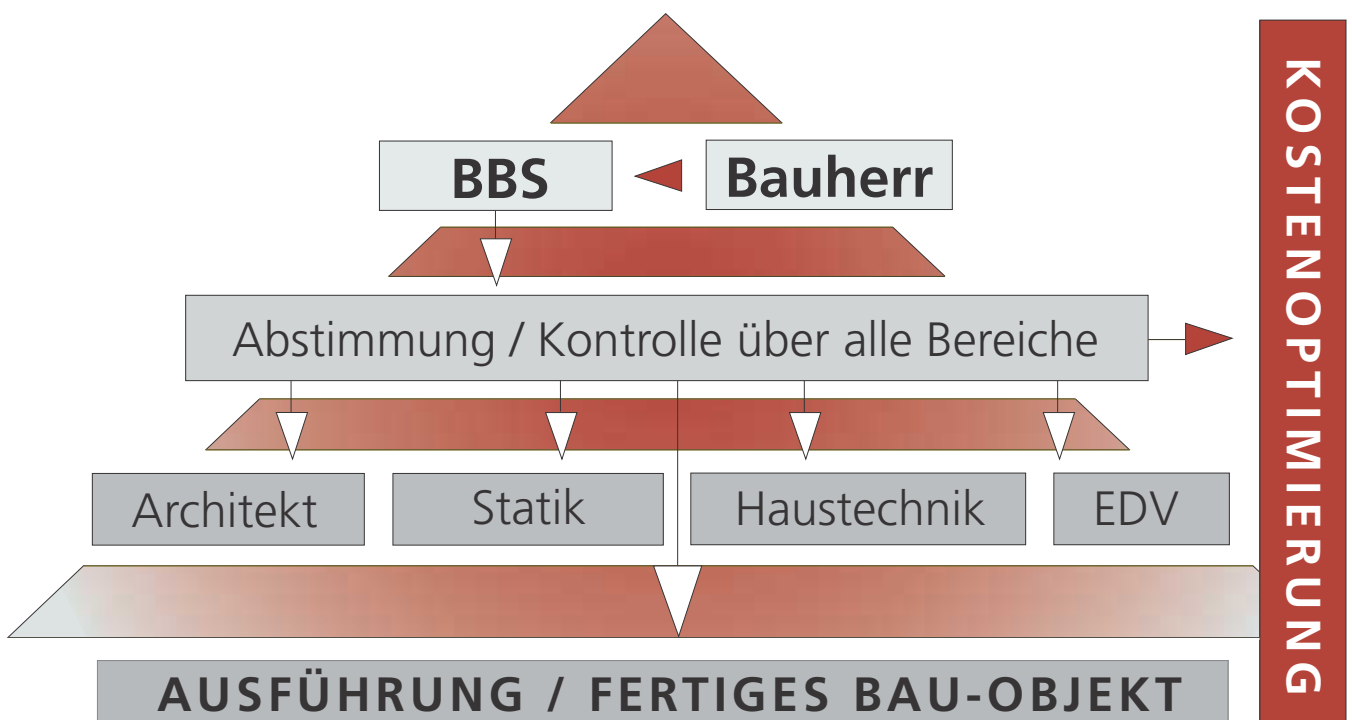 BBS
Bauherr
Abstimmung / Kontrolle über alle Bereiche
Architekt
Statik
Haustechnik
EDV
AUSFÜHRUNG / FERTIGES BAU-OBJEKT
KOSTENOPTIMIERUNG